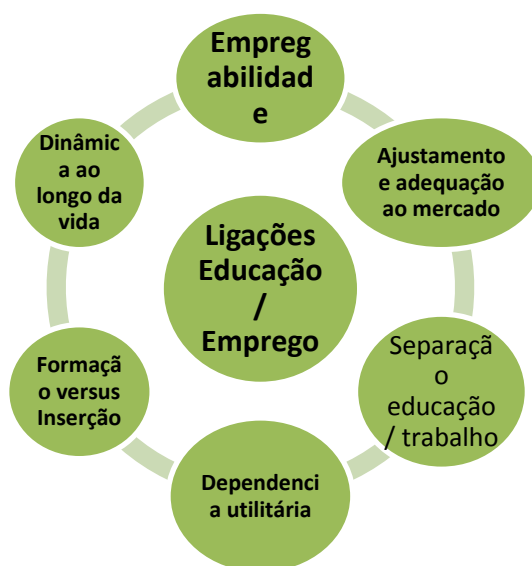 Empreg
abilidad
e
Ajustamento
e adequação
ao mercado
Separaçã
o
educação
/ trabalho
Dependenci
a utilitária
Formaçã
o versus
Inserção
Dinâmic
a ao
longo da
vida
Ligações
Educação
/
Emprego